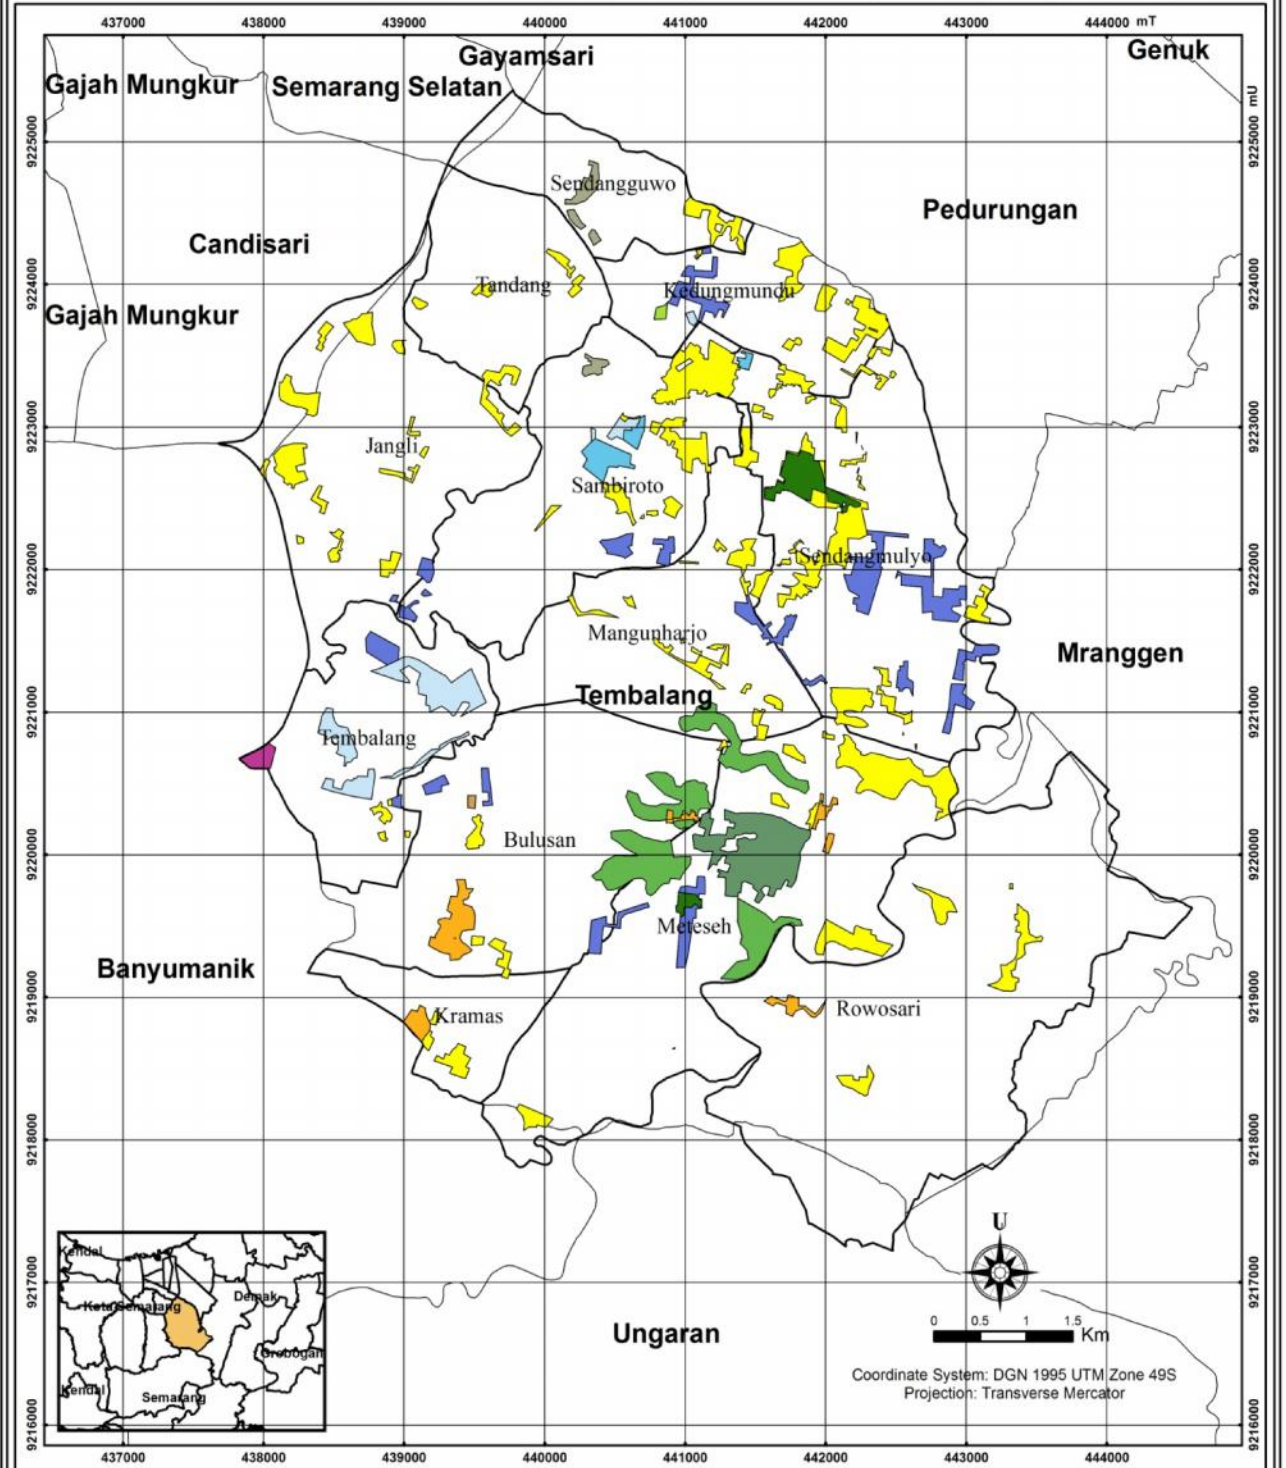 437000 438000 439000 440000 441000 442000 443000 444000 mT
Gayamsari
Genuk
Gajah Mungkur
Semarang Selatan
mU
9225000
9225000
Sendangguwo
Pedurungan
Candisari
Tandang
Kedungmundu
9224000
9224000
Gajah Mungkur
9223000
9223000
Jangli
Sambiroto
Sendangmulyo
9222000
9222000
Mangunharjo
Mranggen
Tembalang
9221000
9221000
Tembalang
Bulusan
9220000
9220000
Meteseh
Banyumanik
9219000
9219000
Kramas
Rowosari
9218000
9218000
U
Kendal
9217000
9217000
Demak
Kota Semarang
0 0.5 1 1.5
Km
Ungaran
Grobogan
Coordinate System: DGN 1995 UTM Zone 49S
Kendal
Semarang
Projection: Transverse Mercator
9216000
9216000
437000 438000 439000 440000 441000 442000 443000 444000